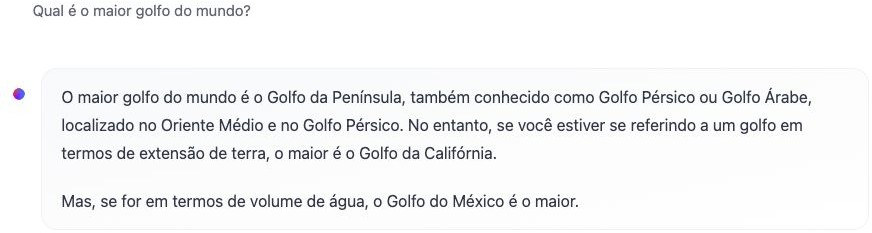 Qual é o maior golfo do mundo?
O maior golfo do mundo é o Golfo da Península, também conhecido como Golfo Pérsico ou Golfo Árabe,
localizado no Oriente Médio e no Golfo Pérsico. No entanto, se você estiver se referindo a um golfo em
termos de extensão de terra, o maior é o Golfo da Califórnia.
Mas, se for em termos de volume de água, o Golfo do México é o maior.